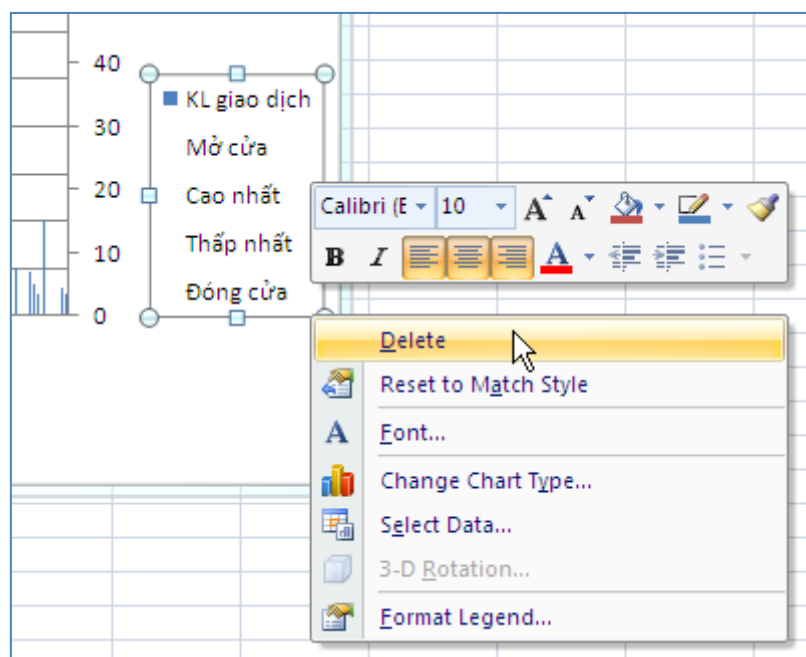 40
30
20
10
0
KL giao dịch
Mở cửa
Cao nhất
Thấp nhất
Đóng cửa
Calibri (E 10 A A
B I A
Delete
Reset to Match Style
A Font...
Change Chart Type...
Select Data...
3-D Rotation...
Format Legend...